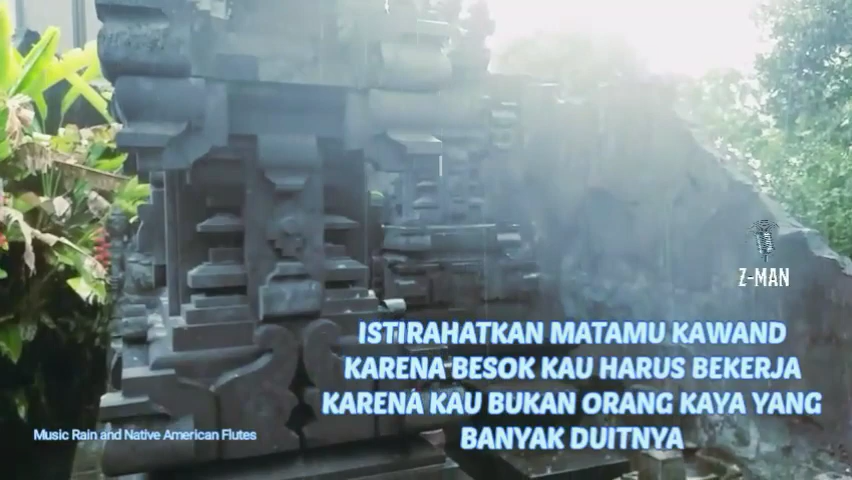 Z-MAN
ISTIRAHATKAN MATAMU KAWAND
KARENA BESOK KAU HARUS BEKERJA
KARENA KAU BUKAN ORANG KAYA YANG
BANYAK DUITNYA
Music Rain and Native American Flutes